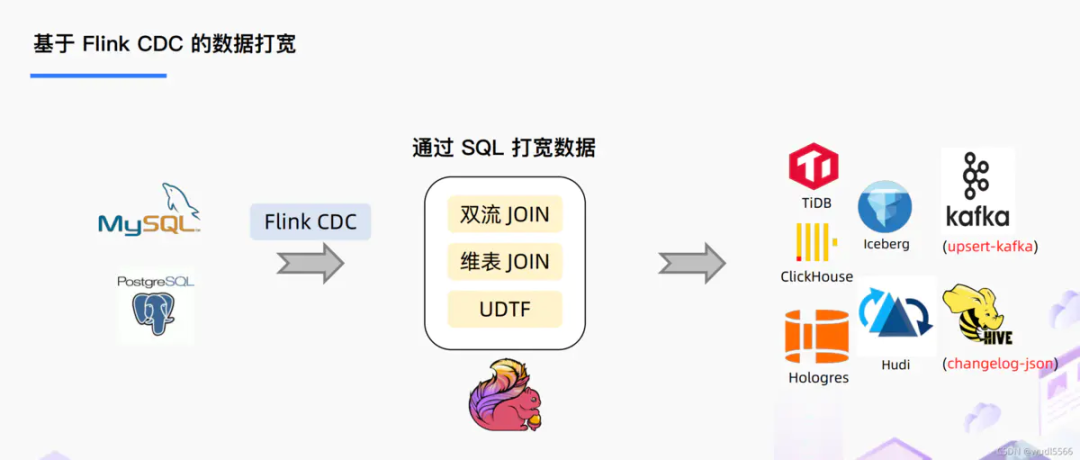 基于 Flink CDC 的数据打宽
通过 SQL 打宽数据
MySQL
PostgreSQL
Flink CDC
双流 JOIN
维表 JOIN
UDTF
TiDB
Iceberg
kafka
(upsert-kafka)
ClickHouse
Hologres
Hudi
HIVE
(changelog-json)
CSDN @wudl5566